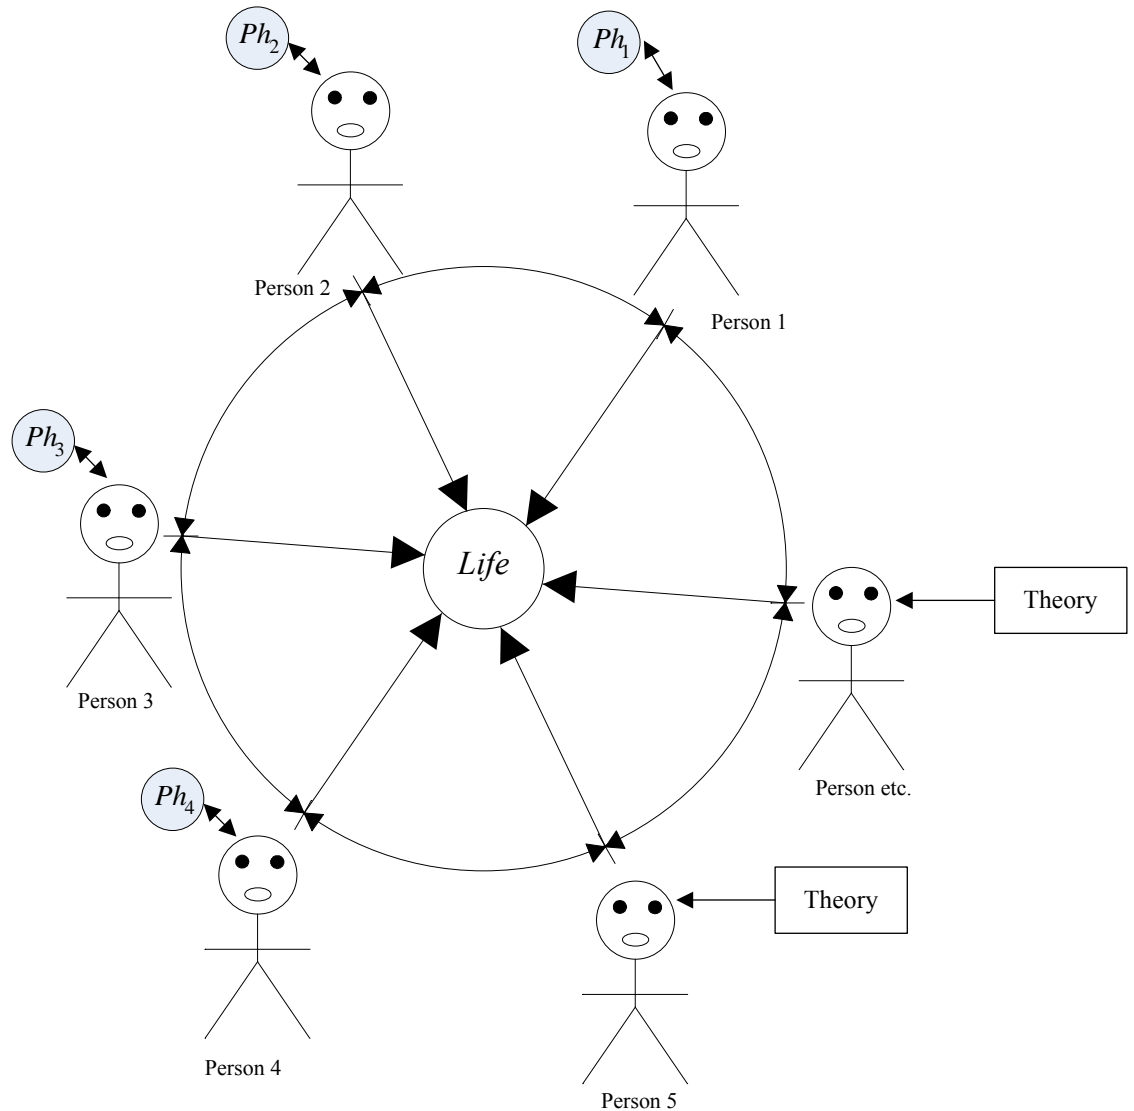 Ph2
Ph1
Person 2
Person 1
Ph3
Life
Theory
Person 3
Person etc.
Ph4
Theory
Person 4
Person 5